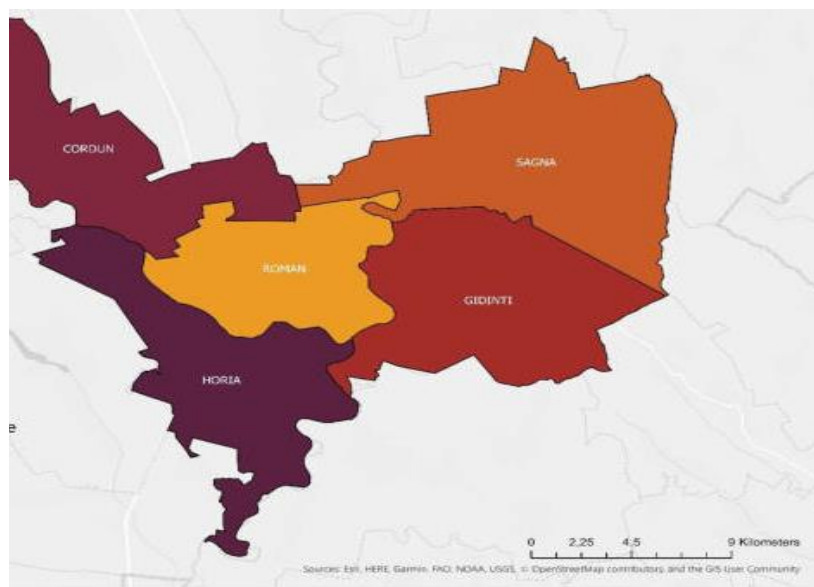 CORDUN
SAGNA
ROMAN
GIDINTI
HORIA
e
0 2,25 4,5 9 Kilometers
Sources: Esri, HERE, Garmin, FAO, NOAA, USGS, © OpenStreetMap contributors, and the GIS User Community